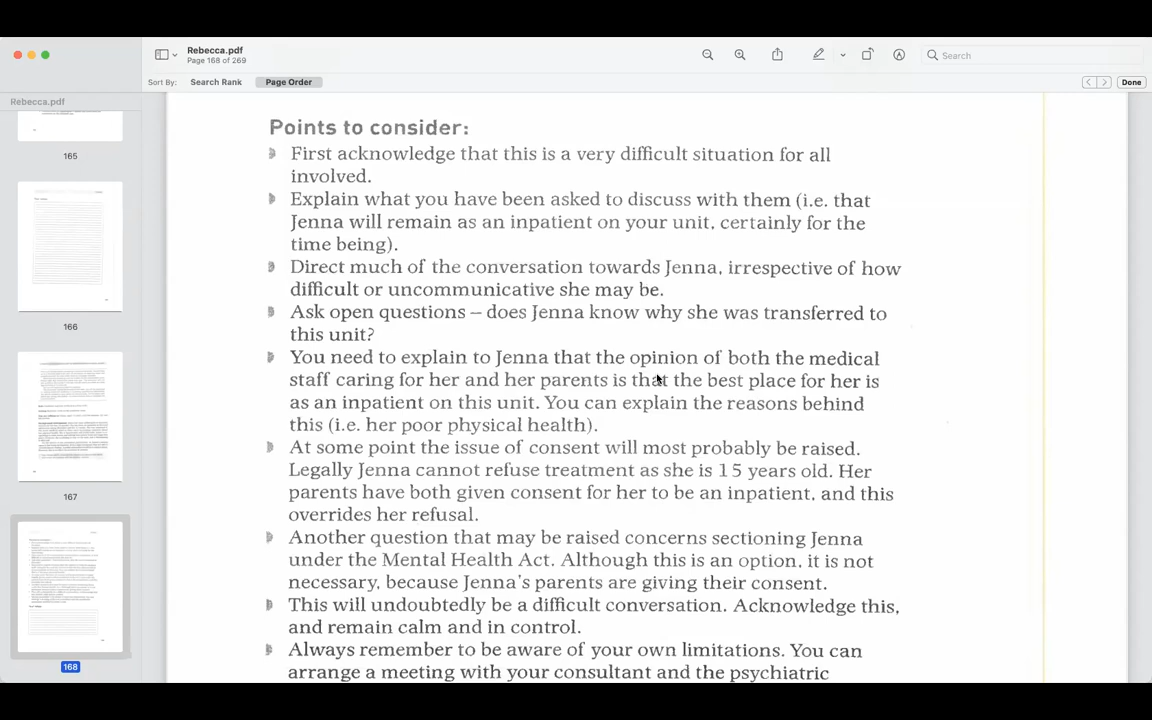 Rebecca.pdf
Page 168 of 269
Search
Sort By:
Search Rank
Page Order
Done
Rebecca.pdf
165
166
167
168
Points to consider:
First acknowledge that this is a very difficult situation for all
involved.
Explain what you have been asked to discuss with them (i.e. that
Jenna will remain as an inpatient on your unit, certainly for the
time being).
Direct much of the conversation towards Jenna, irrespective of how
difficult or uncommunicative she may be.
Ask open questions – does Jenna know why she was transferred to
this unit?
You need to explain to Jenna that the opinion of both the medical
staff caring for her and her parents is that the best place for her is
as an inpatient on this unit. You can explain the reasons behind
this (i.e. her poor physical health).
At some point the issue of consent will most probably be raised.
Legally Jenna cannot refuse treatment as she is 15 years old. Her
parents have both given consent for her to be an inpatient, and this
overrides her refusal.
Another question that may be raised concerns sectioning Jenna
under the Mental Health Act. Although this is an option, it is not
necessary, because Jenna's parents are giving their consent.
This will undoubtedly be a difficult conversation. Acknowledge this,
and remain calm and in control.
Always remember to be aware of your own limitations. You can
arrange a meeting with your consultant and the psychiatric